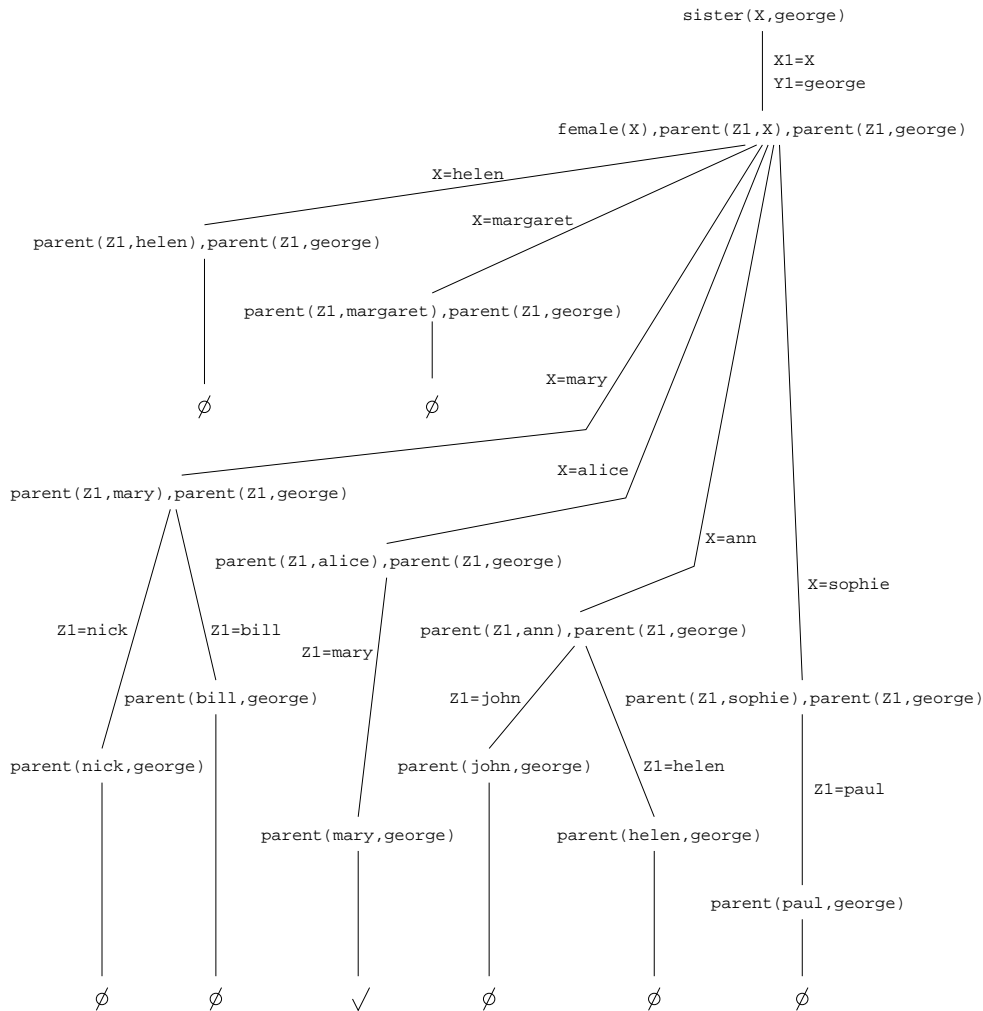 sister(X,george)
X1=X
Y1=george
female(X),parent(Z1,X),parent(Z1,george)
X=helen
X=margaret
parent(Z1,helen),parent(Z1,george)
parent(Z1,margaret),parent(Z1,george)
X=mary
∅ ∅
X=alice
parent(Z1,mary),parent(Z1,george)
X=ann
parent(Z1,alice),parent(Z1,george)
X=sophie
Z1=nick Z1=bill parent(Z1,ann),parent(Z1,george)
Z1=mary
parent(bill,george) Z1=john parent(Z1,sophie),parent(Z1,george)
parent(nick,george) parent(john,george) Z1=helen
Z1=paul
parent(mary,george) parent(helen,george)
parent(paul,george)
∅ ∅ √ ∅ ∅ ∅